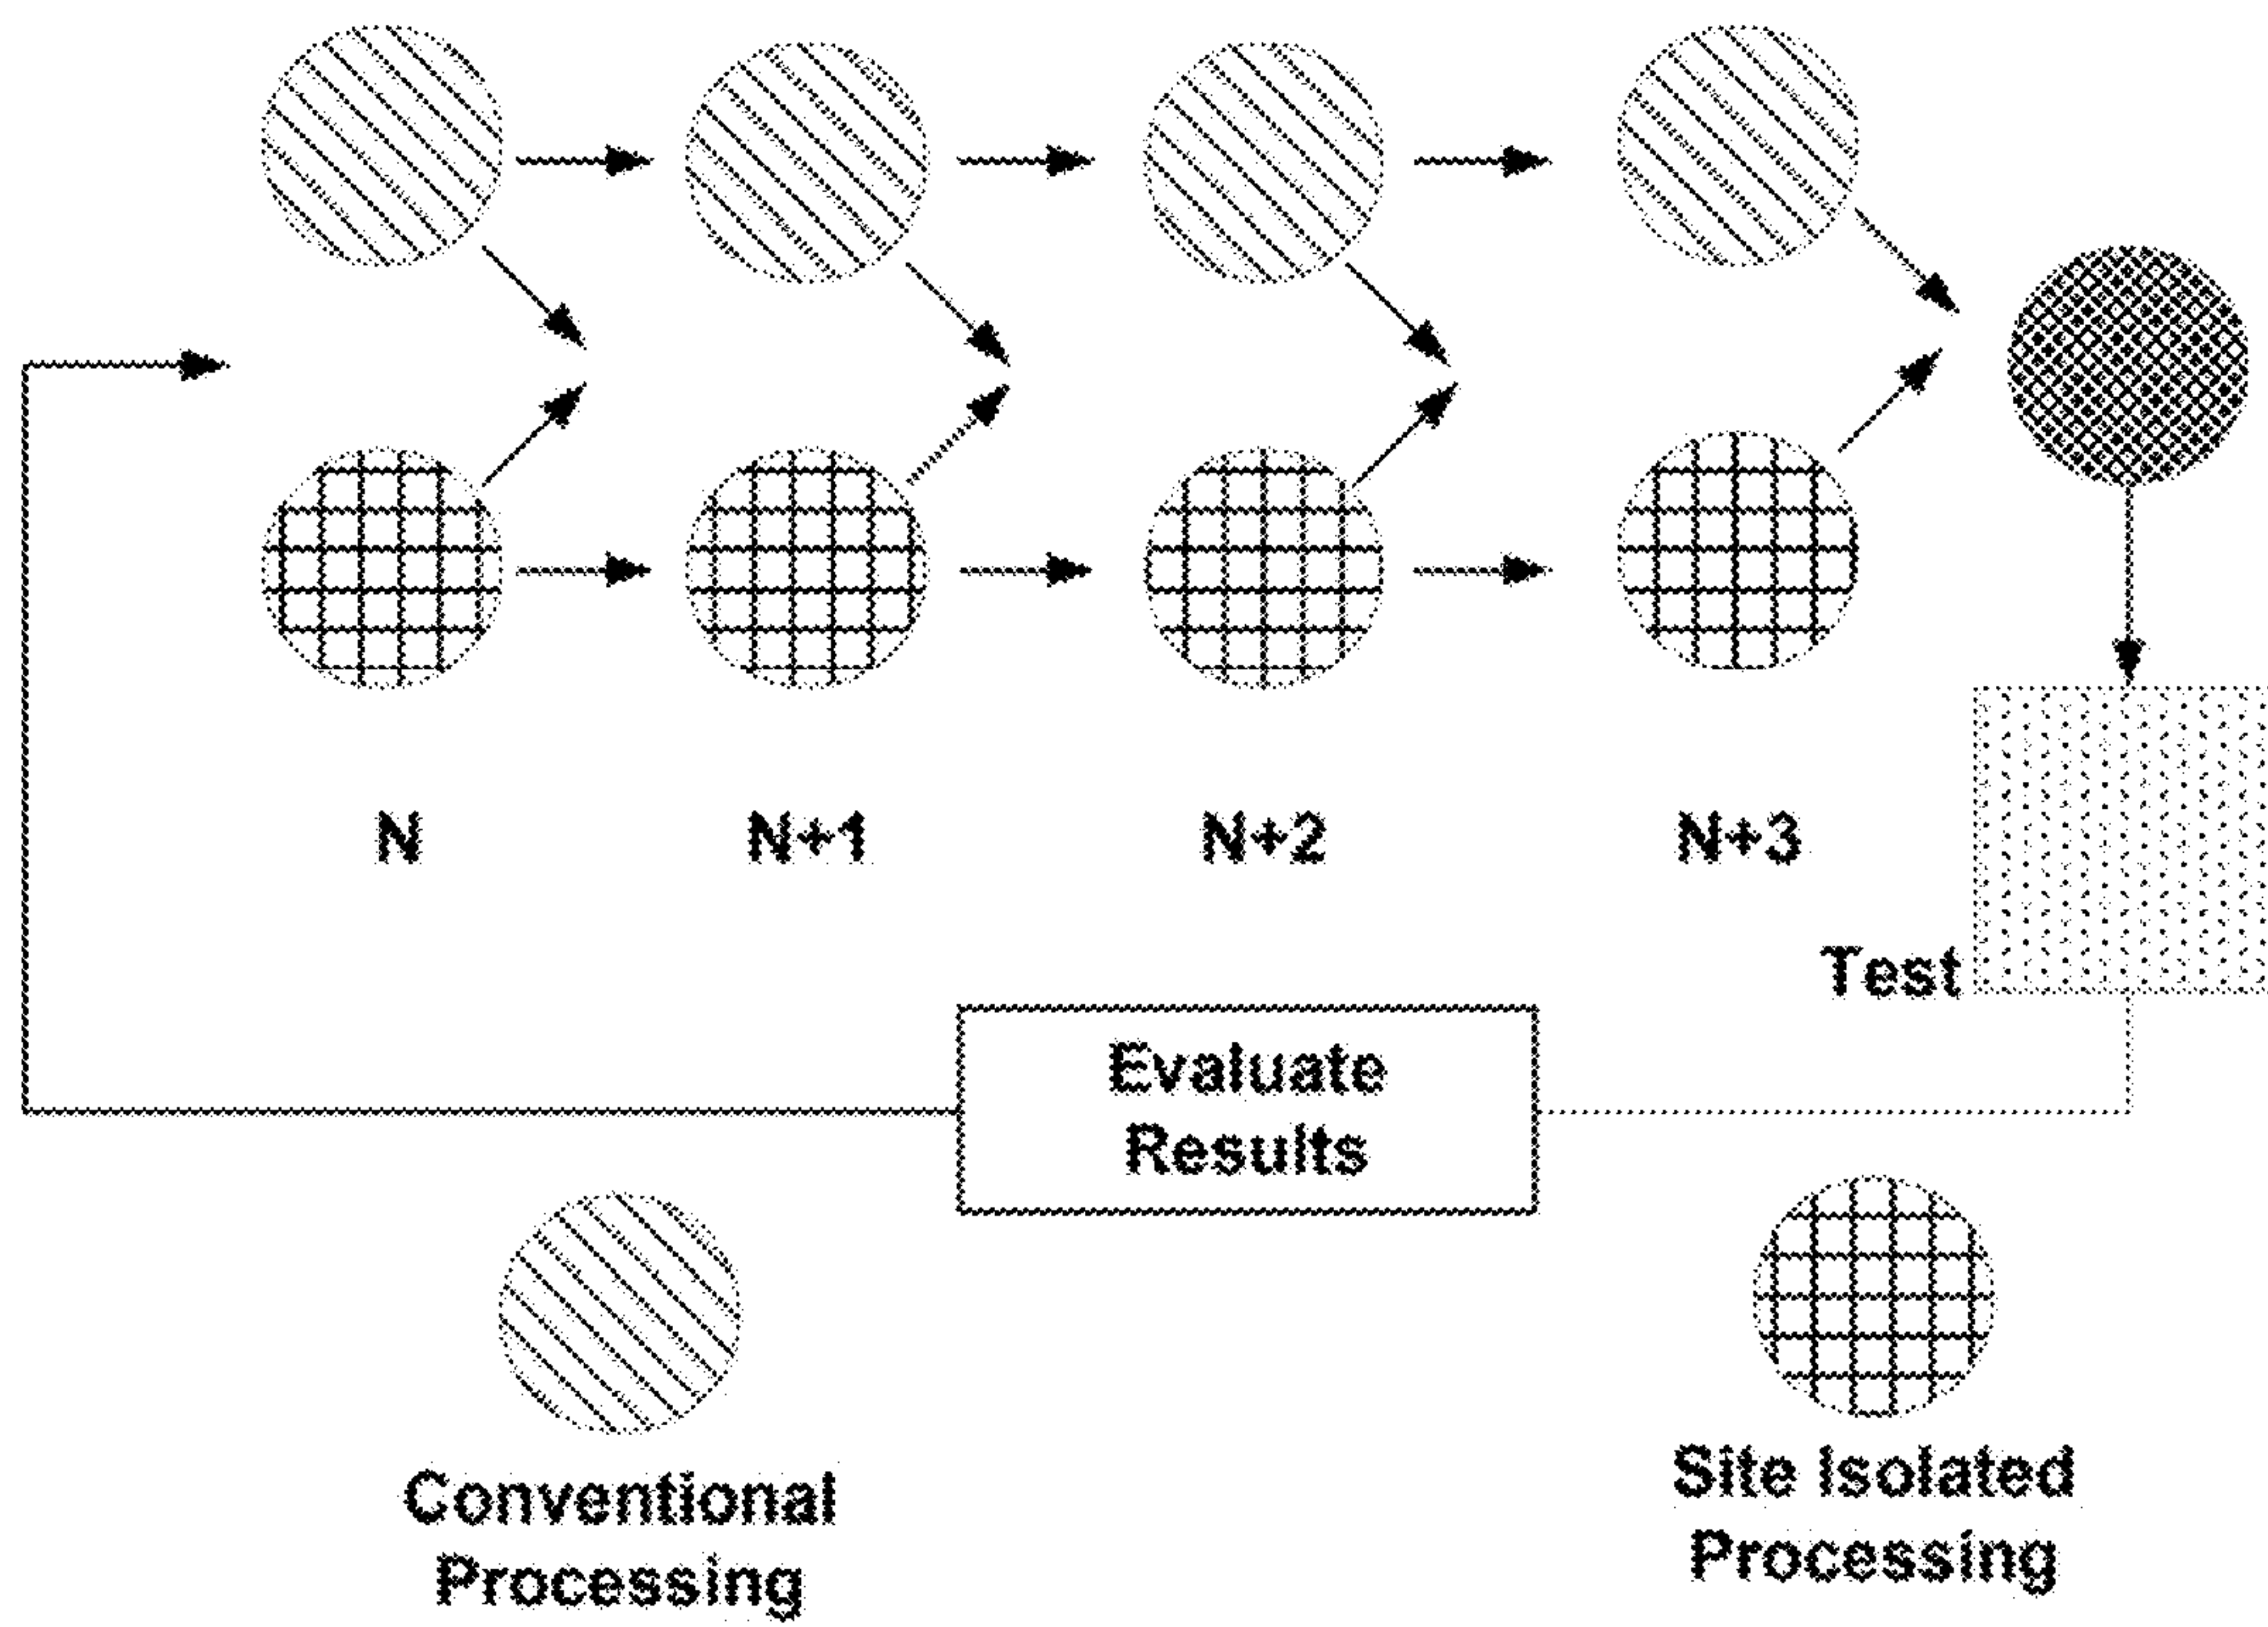 N
N+1
N+2
N+3
Test
Evaluate
Results
Conventional
Processing
Site Isolated
Processing